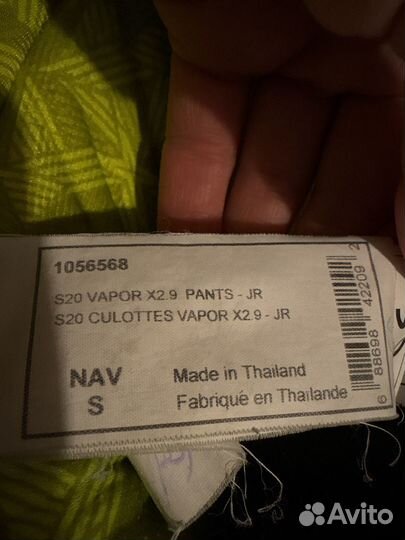 1056568
S20 VAPOR X2.9 PANTS - JR
S20 CULOTTES VAPOR X2.9 - JR
NAV
S
Made in Thailand
Fabriqué en Thaïlande
6 88698 42209 2
Avito